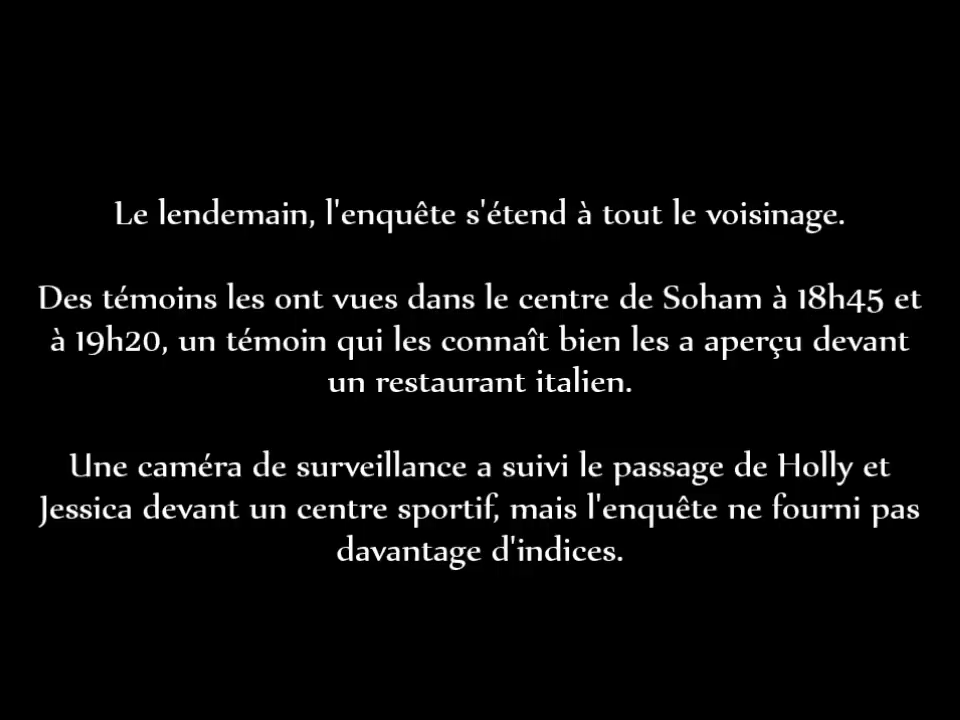 Le lendemain, l'enquête s'étend à tout le voisinage.
Des témoins les ont vues dans le centre de Soham à 18h45 et
à 19h20, un témoin qui les connaît bien les a aperçu devant
un restaurant italien.
Une caméra de surveillance a suivi le passage de Holly et
Jessica devant un centre sportif, mais l'enquête ne fourni pas
davantage d'indices.